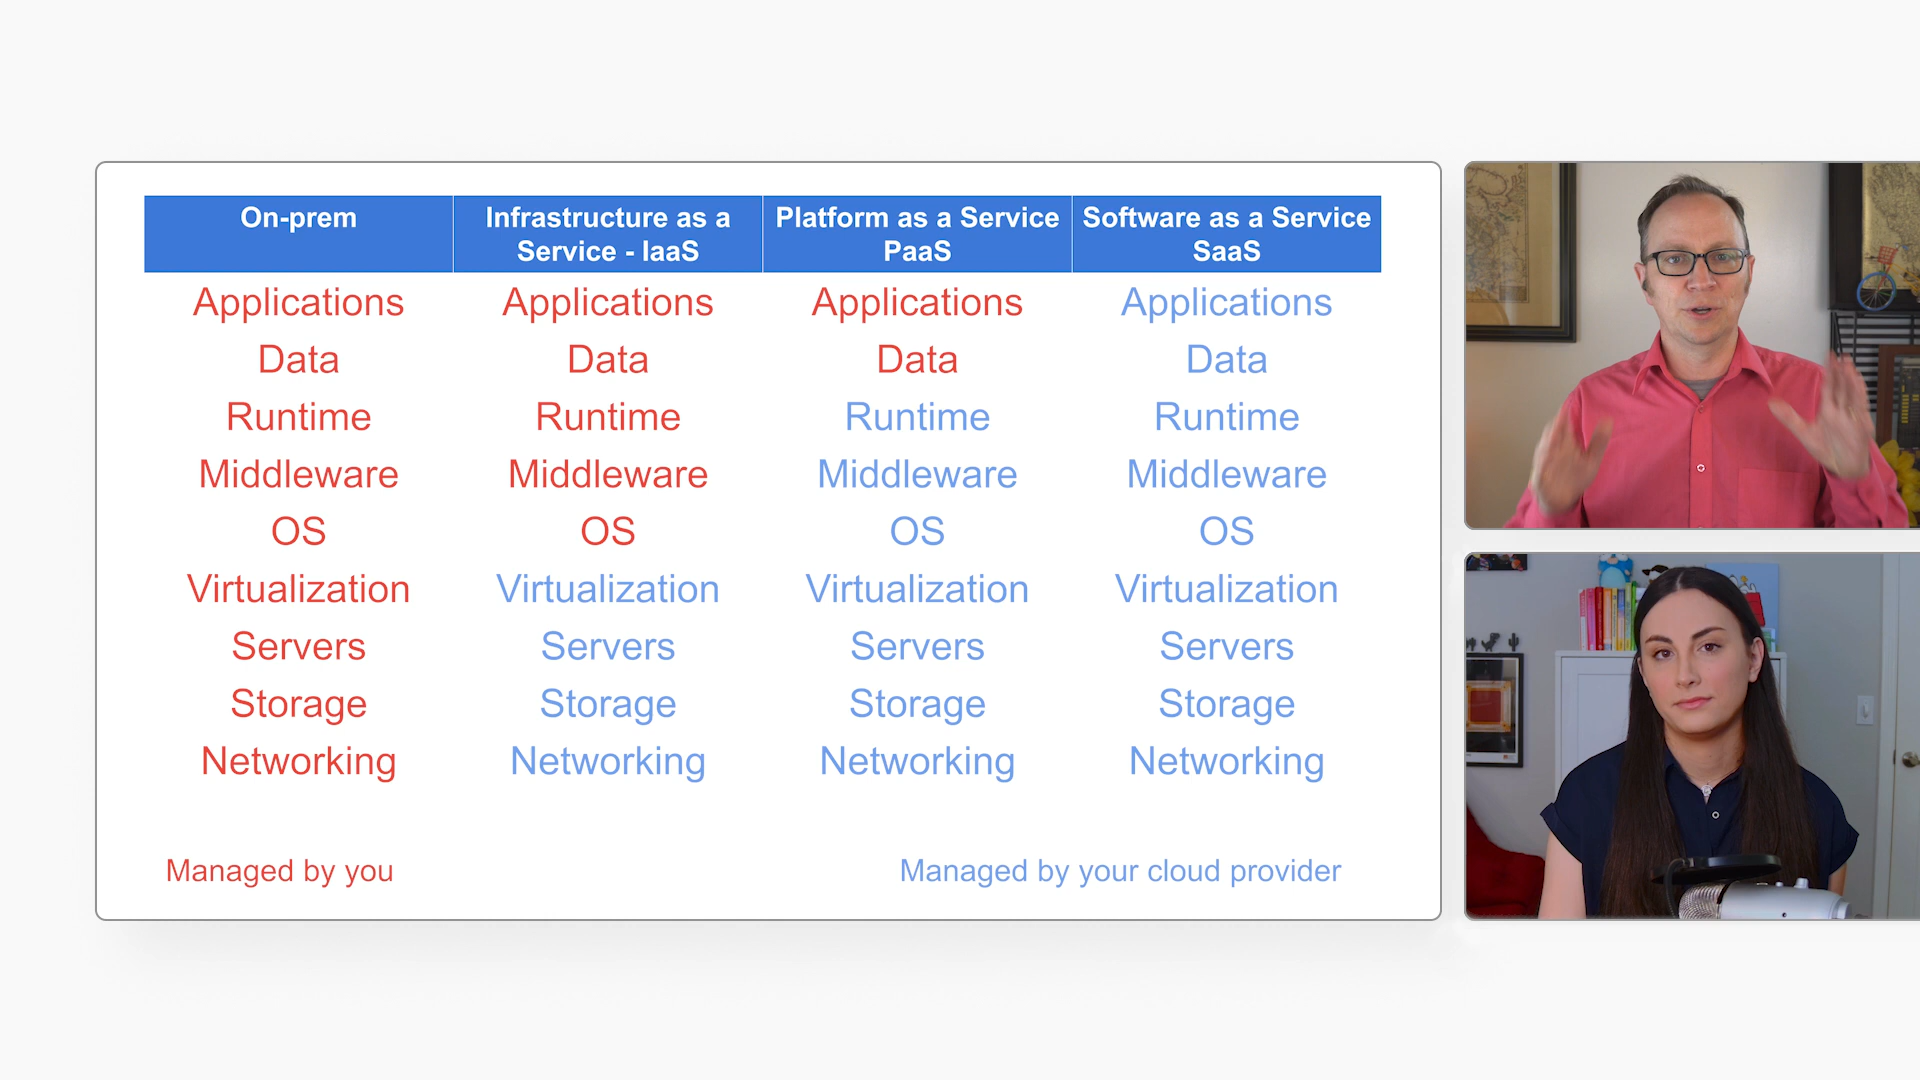 On-prem
Infrastructure as a
Service - IaaS
Platform as a Service
PaaS
Software as a Service
SaaS
Applications Applications Applications Applications
Data Data Data Data
Runtime Runtime Runtime Runtime
Middleware Middleware Middleware Middleware
OS OS OS OS
Virtualization Virtualization Virtualization Virtualization
Servers Servers Servers Servers
Storage Storage Storage Storage
Networking Networking Networking Networking
Managed by you
Managed by your cloud provider